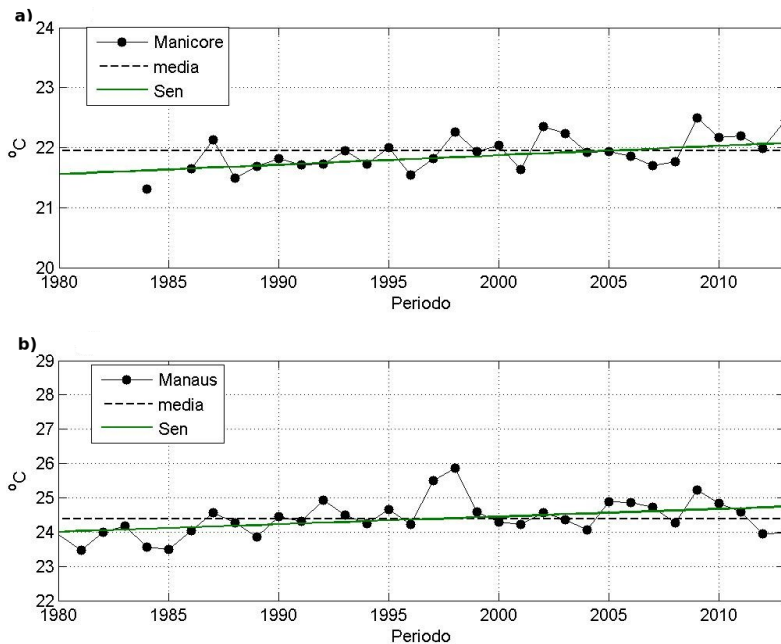 a)
24
23
22
21
20
°C
Manicore
media
Sen
1980 1985 1990 1995 2000 2005 2010
Periodo
b)
29
28
27
26
25
24
23
22
°C
Manaus
media
Sen
1980 1985 1990 1995 2000 2005 2010
Periodo